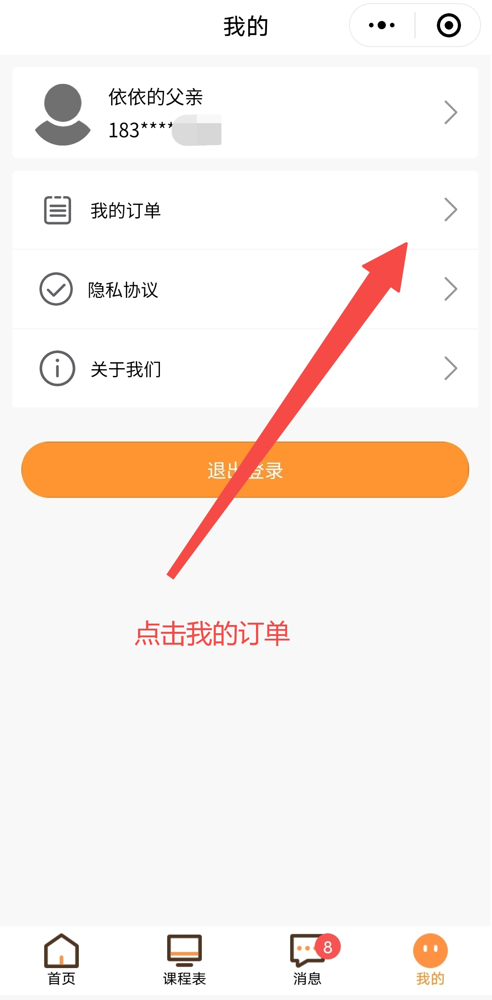 我的
依依的父亲
183****
我的订单
隐私协议
关于我们
退出登录
点击我的订单
8
首页
课程表
消息
我的